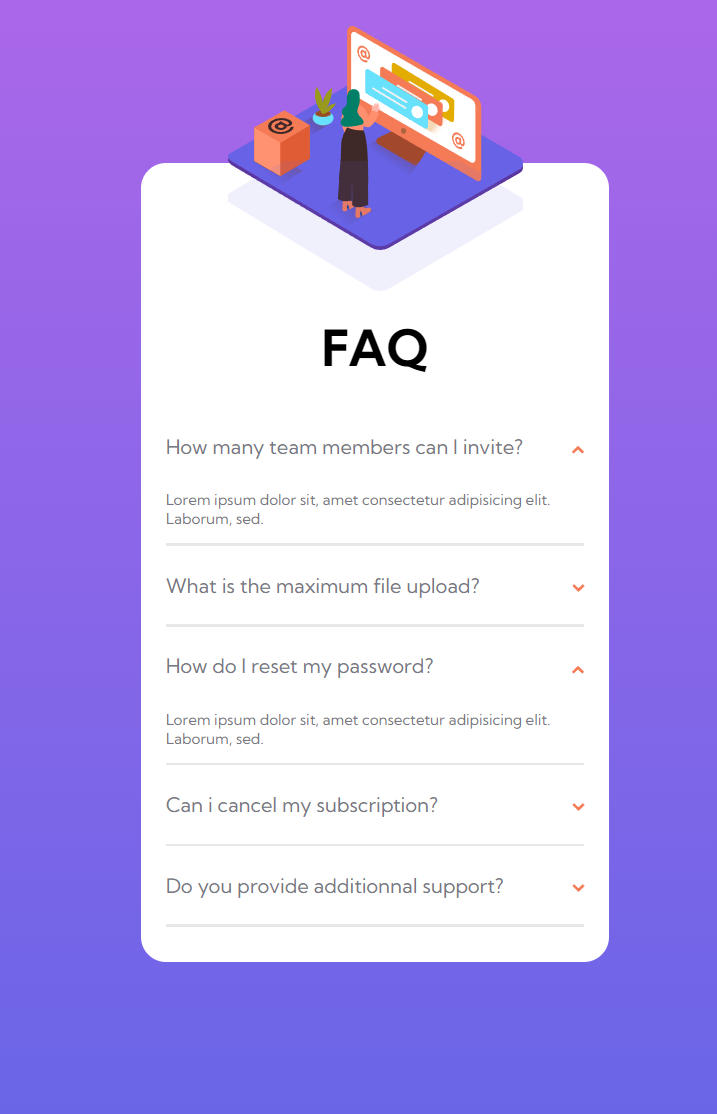 @
@
@
FAQ
How many team members can I invite?
Lorem ipsum dolor sit, amet consectetur adipisicing elit.
Laborum, sed.
What is the maximum file upload?
How do I reset my password?
Lorem ipsum dolor sit, amet consectetur adipisicing elit.
Laborum, sed.
Can i cancel my subscription?
Do you provide additionnal support?